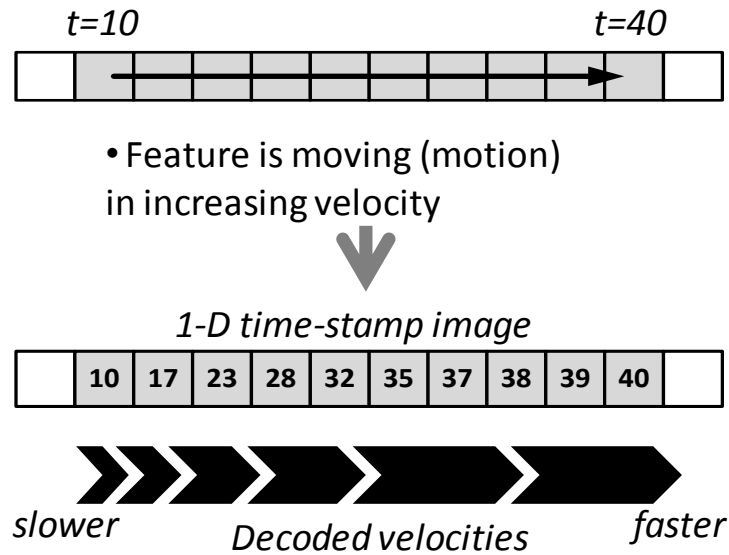 t=10 t=40
• Feature is moving (motion)
in increasing velocity
1-D time-stamp image
10 17 23 28 32 35 37 38 39 40
slower Decoded velocities faster